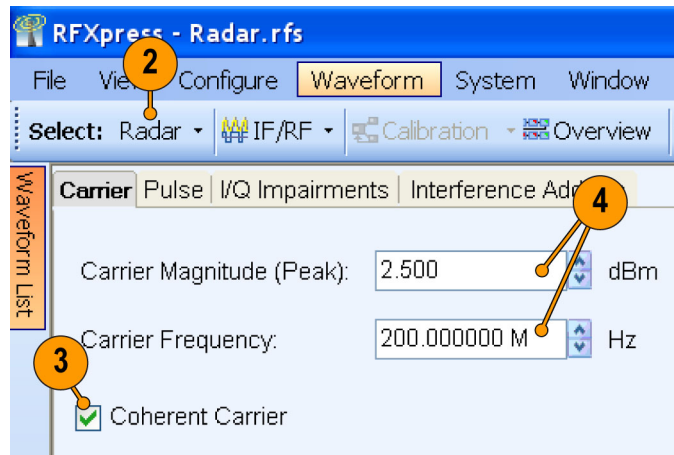 RFXpress - Radar.rfs
2
File View Configure Waveform System Window
Select: Radar IF/RF Calibration Overview
Waveform List
Carrier Pulse I/Q Impairments Interference
4
Carrier Magnitude (Peak): 2.500 dBm
Carrier Frequency: 200.000000 M Hz
3
Coherent Carrier